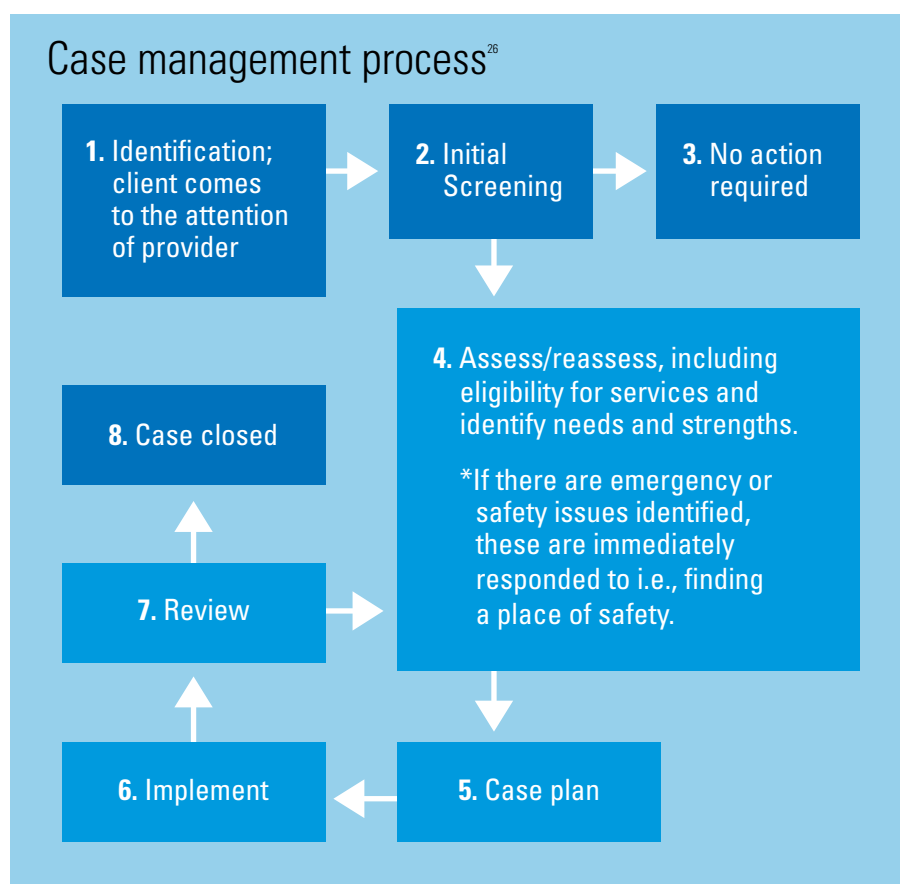 Case management process26
1. Identification;
client comes
to the attention
of provider
2. Initial
Screening
3. No action
required
4. Assess/reassess, including
eligibility for services and
identify needs and strengths.
*If there are emergency or
safety issues identified,
these are immediately
responded to i.e., finding
a place of safety.
8. Case closed
7. Review
6. Implement
5. Case plan